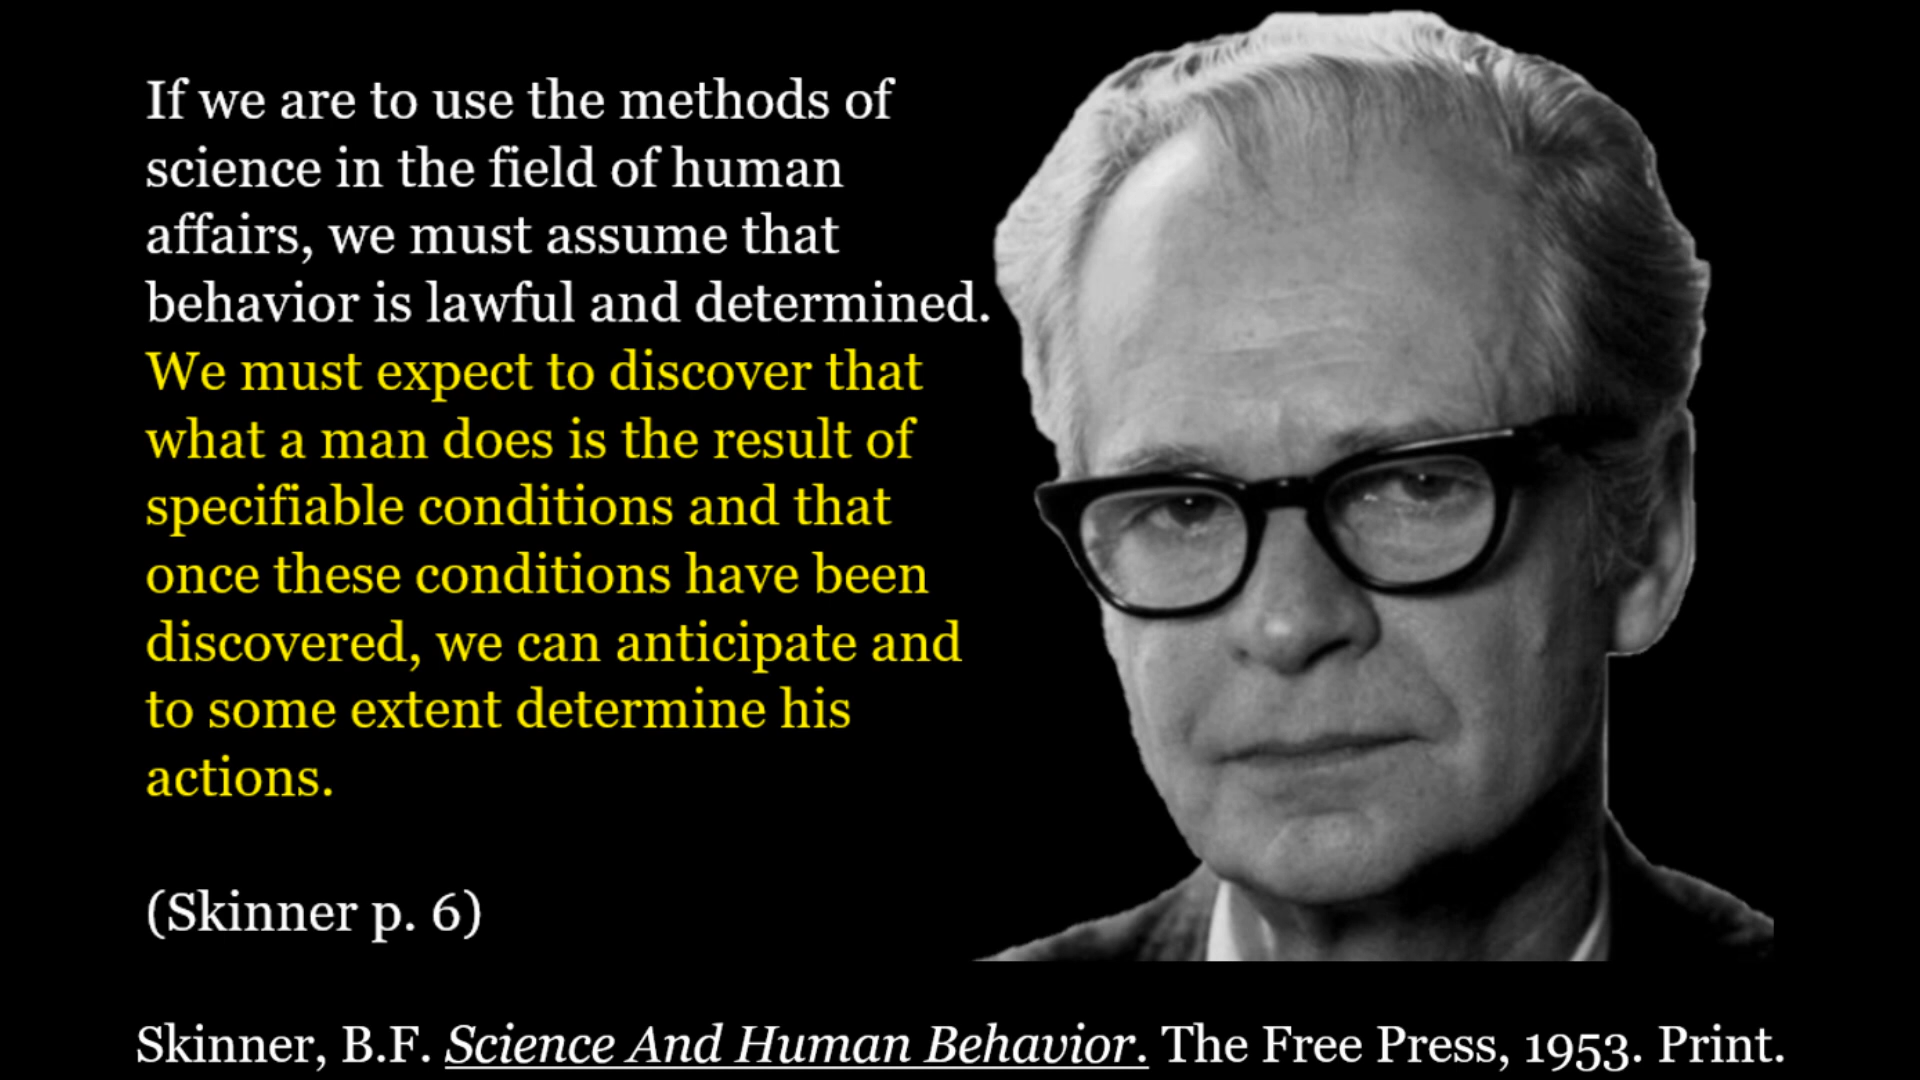 If we are to use the methods of
science in the field of human
affairs, we must assume that
behavior is lawful and determined.
We must expect to discover that
what a man does is the result of
specifiable conditions and that
once these conditions have been
discovered, we can anticipate and
to some extent determine his
actions.
(Skinner p. 6)
Skinner, B.F. Science And Human Behavior. The Free Press, 1953. Print.